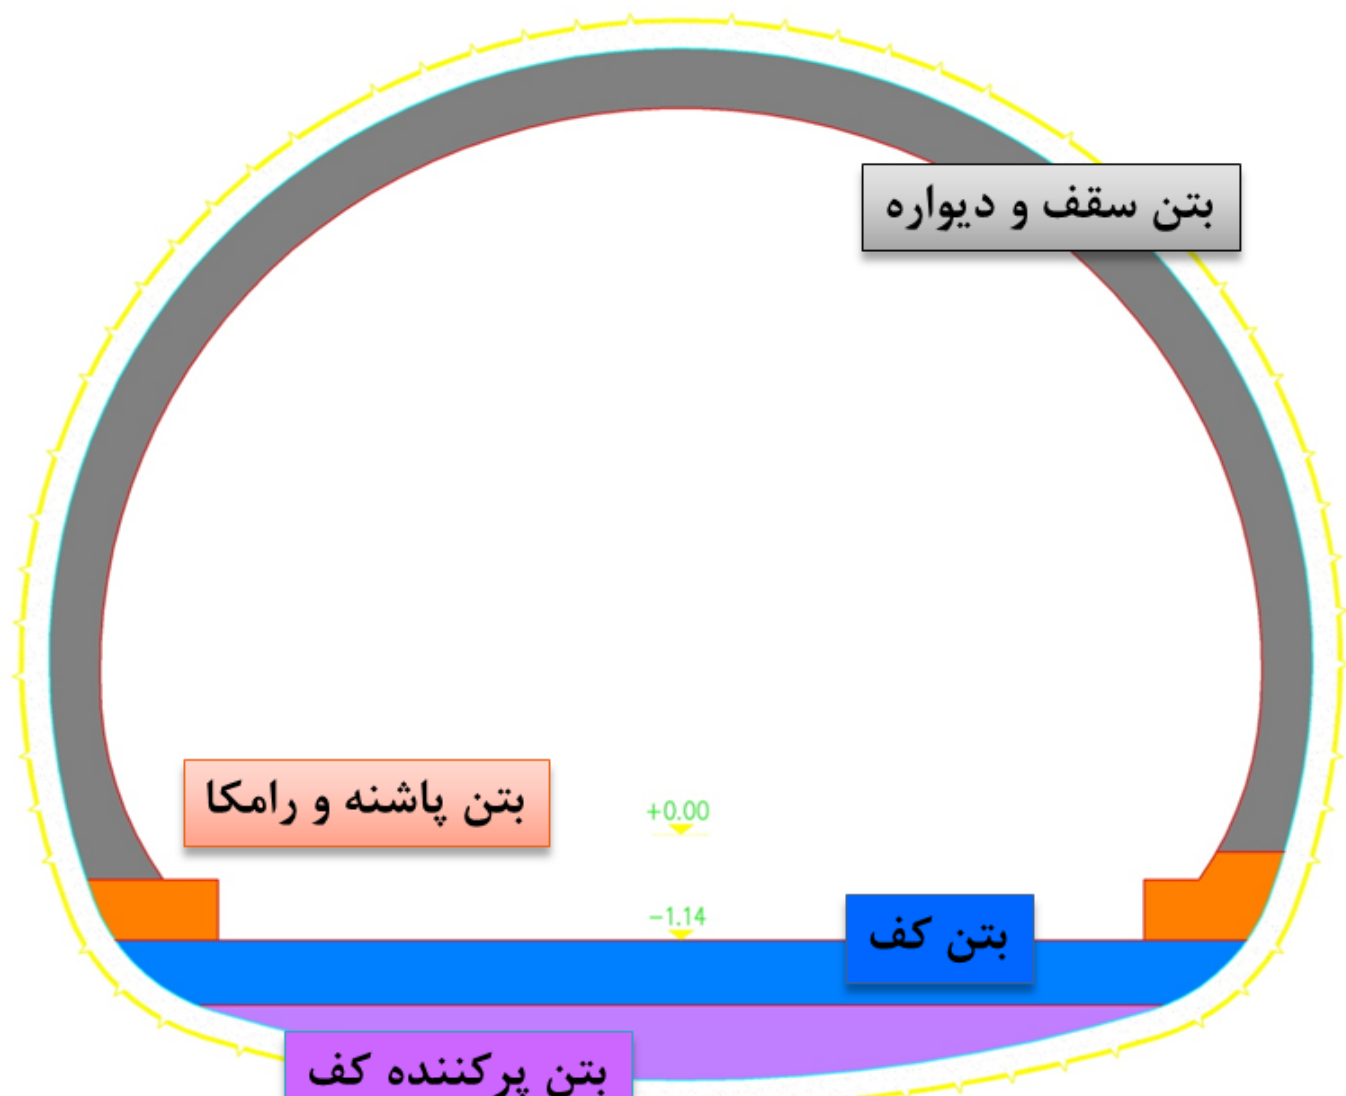 بتن سقف و دیواره
بتن پاشنه و رامکا
+0.00
بتن کف
-1.14
بتن پرکننده کف